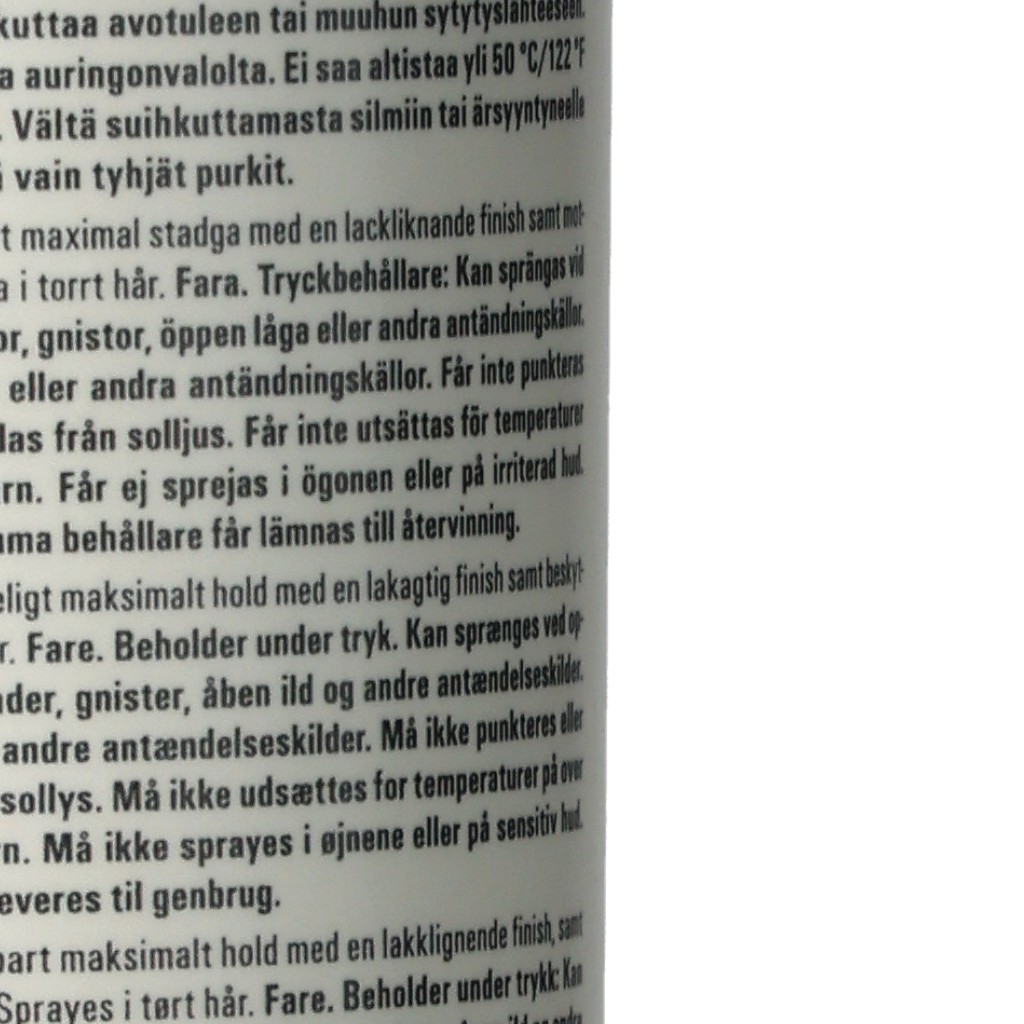 kuttaa avotuleen tai muuhun sytytyslähteeseen.
a auringonvalolta. Ei saa altistaa yli 50 °C/122 °F
. Vältä suihkuttamasta silmiin tai ärsyyntyneelle
vain tyhjät purkit.
t maximal stadga med en lackliknande finish samt mot-
a i torrt hår. Fara. Tryckbehållare: Kan sprängas vid
or, gnistor, öppen låga eller andra antändningskällor.
eller andra antändningskällor. Får inte punkteras
las från solljus. Får inte utsättas för temperaturer
rn. Får ej sprejas i ögonen eller på irriterad hud.
mma behållare får lämnas till återvinning.
eligt maksimalt hold med en lakagtig finish samt beskyt-
r. Fare. Beholder under tryk. Kan sprænges ved op-
ader, gnister, åben ild og andre antændelseskilder.
andre antændelseskilder. Må ikke punkteres eller
sollys. Må ikke udsættes for temperaturer på over
n. Må ikke sprayes i øjnene eller på sensitiv hud.
everes til genbrug.
bart maksimalt hold med en lakklignende finish, samt
Sprayes i tørt hår. Fare. Beholder under trykk: Kan